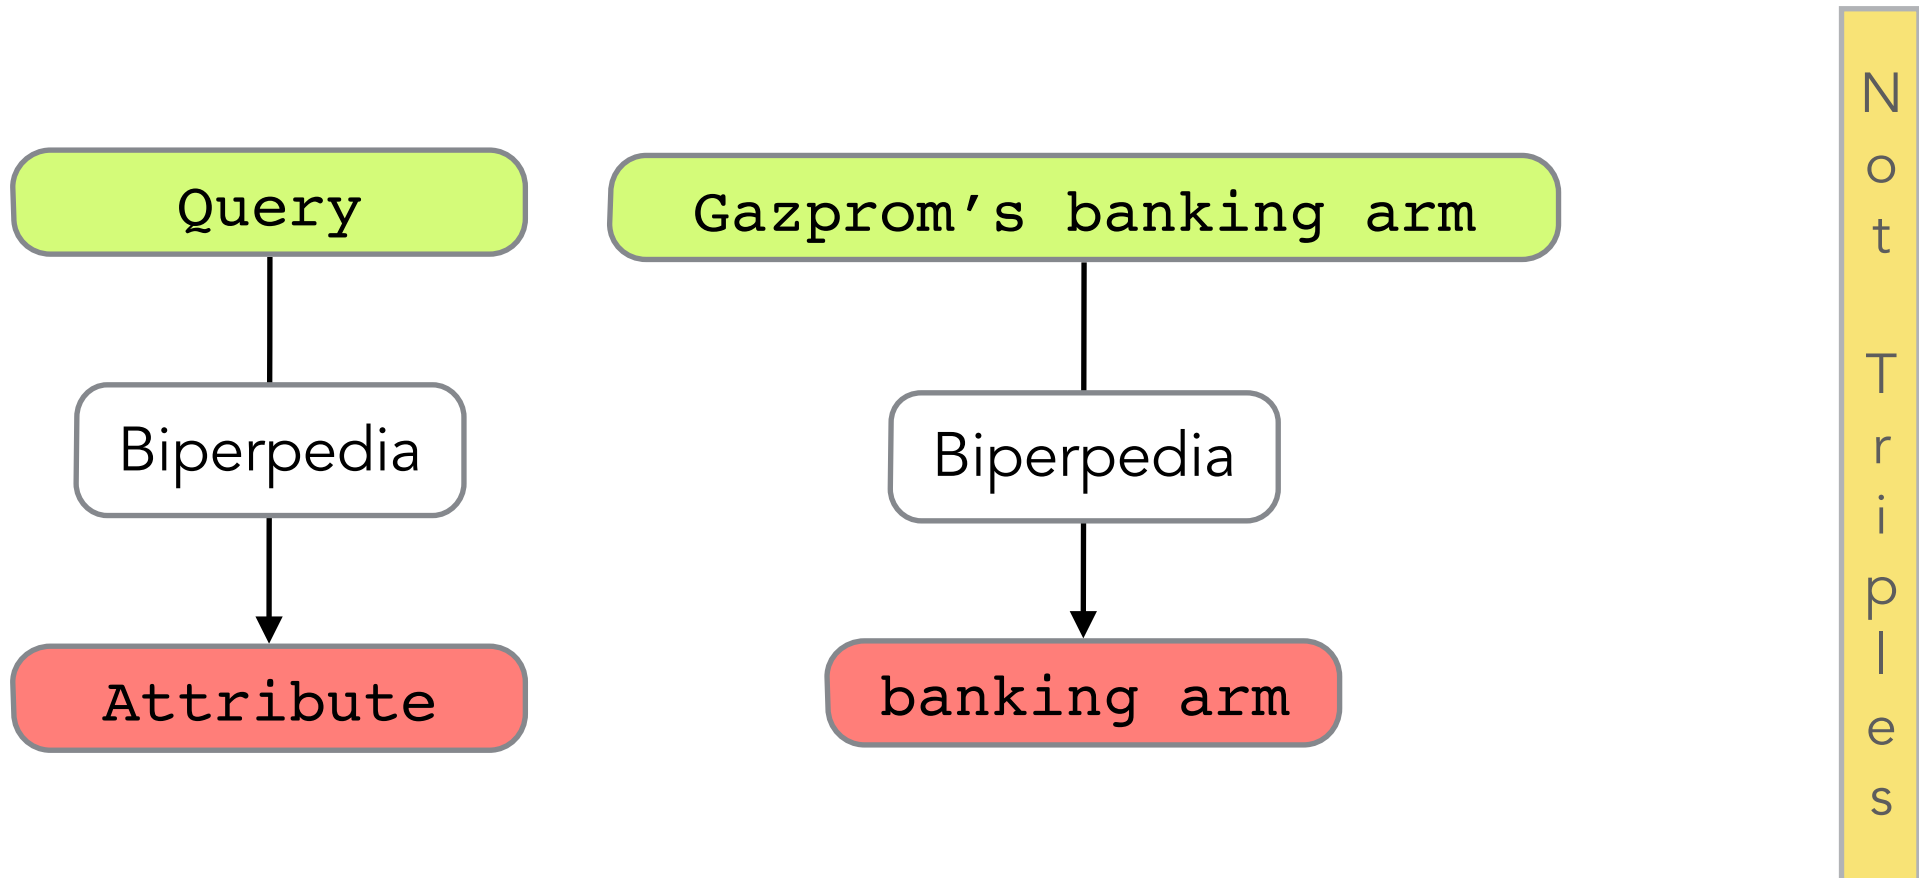 Query
Biperpedia
Attribute
Gazprom’s banking arm
Biperpedia
banking arm
Not Triples